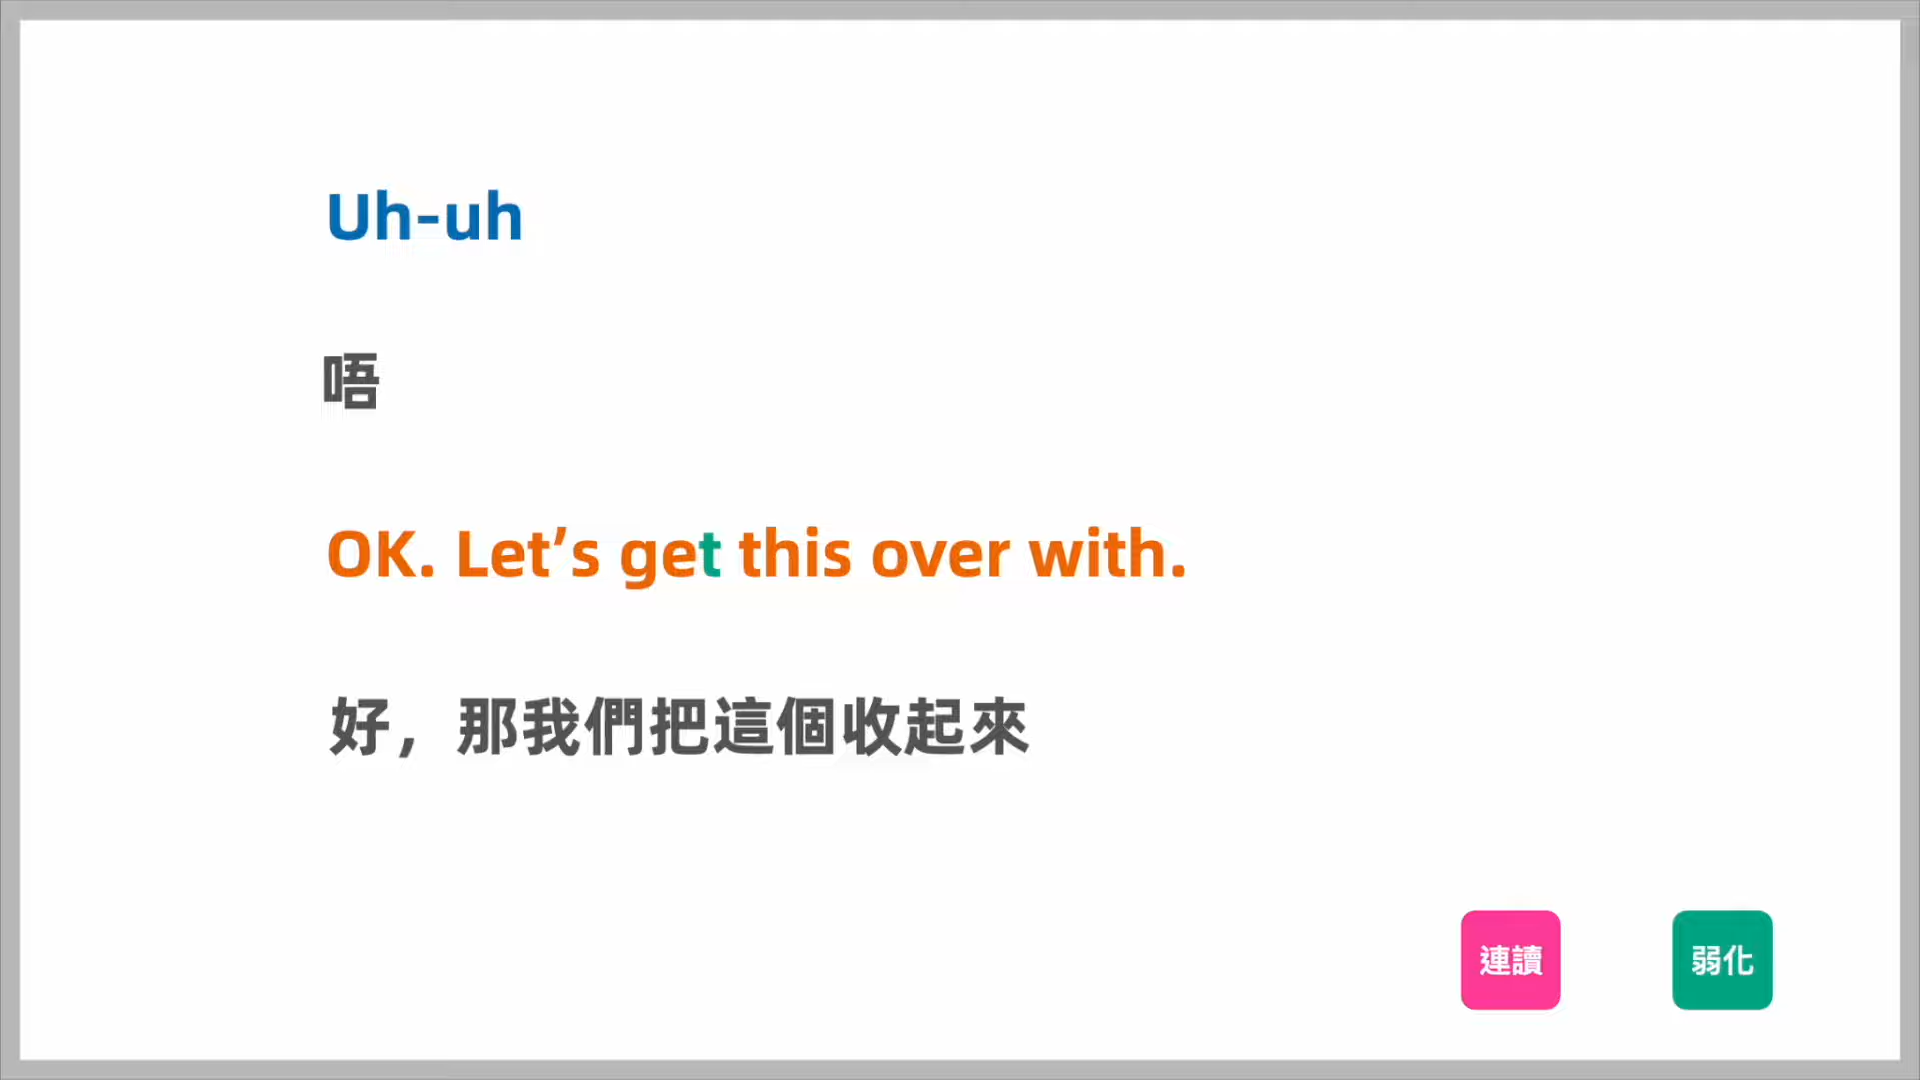 Uh-uh
唔
OK. Let’s get this over with.
好，那我們把這個收起來
連讀
弱化